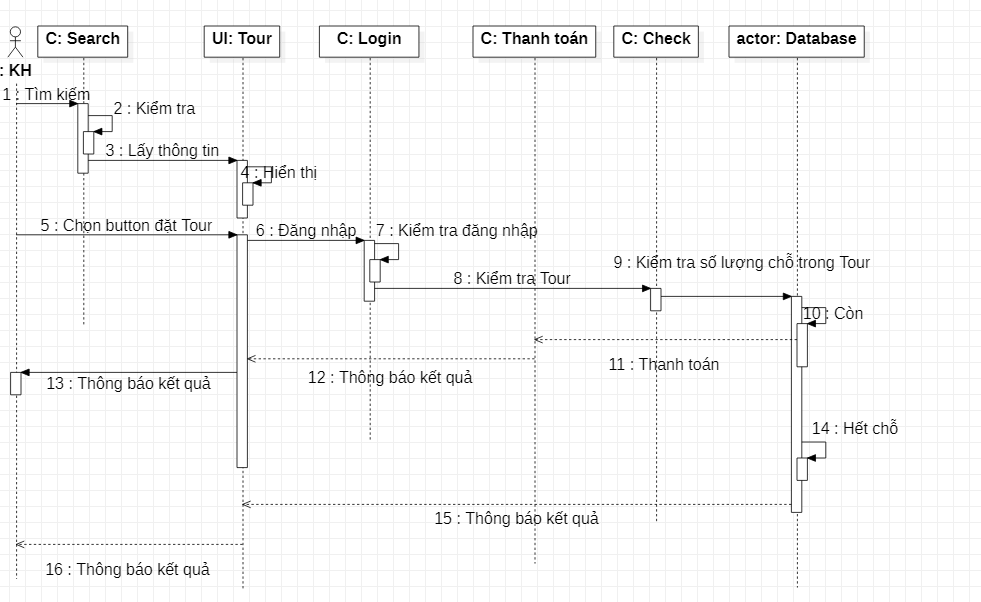 C: Search
UI: Tour
C: Login
C: Thanh toán
C: Check
actor: Database
: KH
1 : Tìm kiếm
2 : Kiểm tra
3 : Lấy thông tin
4 : Hiển thị
5 : Chọn button đặt Tour
6 : Đăng nhập
7 : Kiểm tra đăng nhập
8 : Kiểm tra Tour
9 : Kiểm tra số lượng chỗ trong Tour
10 : Còn
11 : Thanh toán
12 : Thông báo kết quả
13 : Thông báo kết quả
14 : Hết chỗ
15 : Thông báo kết quả
16 : Thông báo kết quả